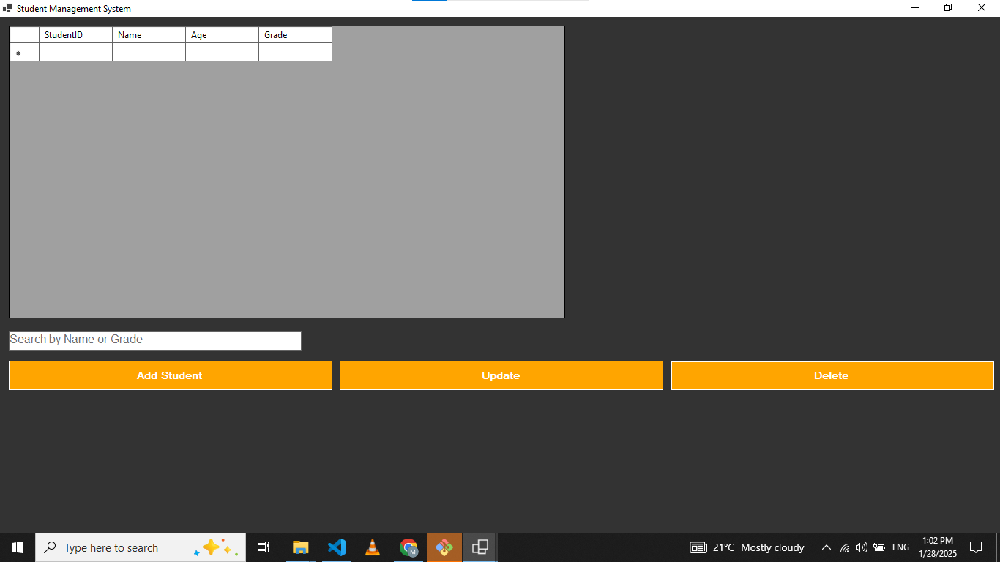 Student Management System
StudentID Name Age Grade
Search by Name or Grade
Add Student Update Delete
Type here to search
21°C Mostly cloudy
ENG
1:02 PM
1/28/2025
M